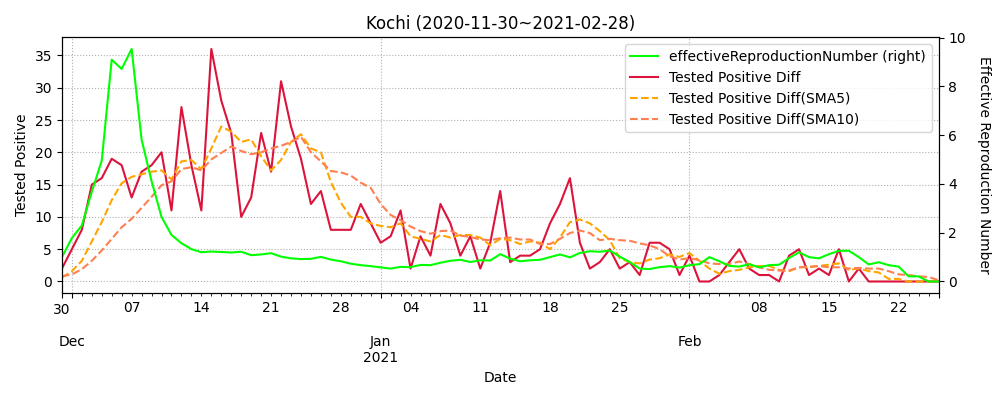 Kochi (2020-11-30~2021-02-28)
effectiveReproductionNumber (right)
Tested Positive Diff
Tested Positive Diff(SMA5)
Tested Positive Diff(SMA10)
Tested Positive
35
30
25
20
15
10
5
0
Effective Reproduction Number
10
8
6
4
2
0
30 07 14 21 28 04 11 18 25 08 15 22
Dec Jan Feb
2021
Date